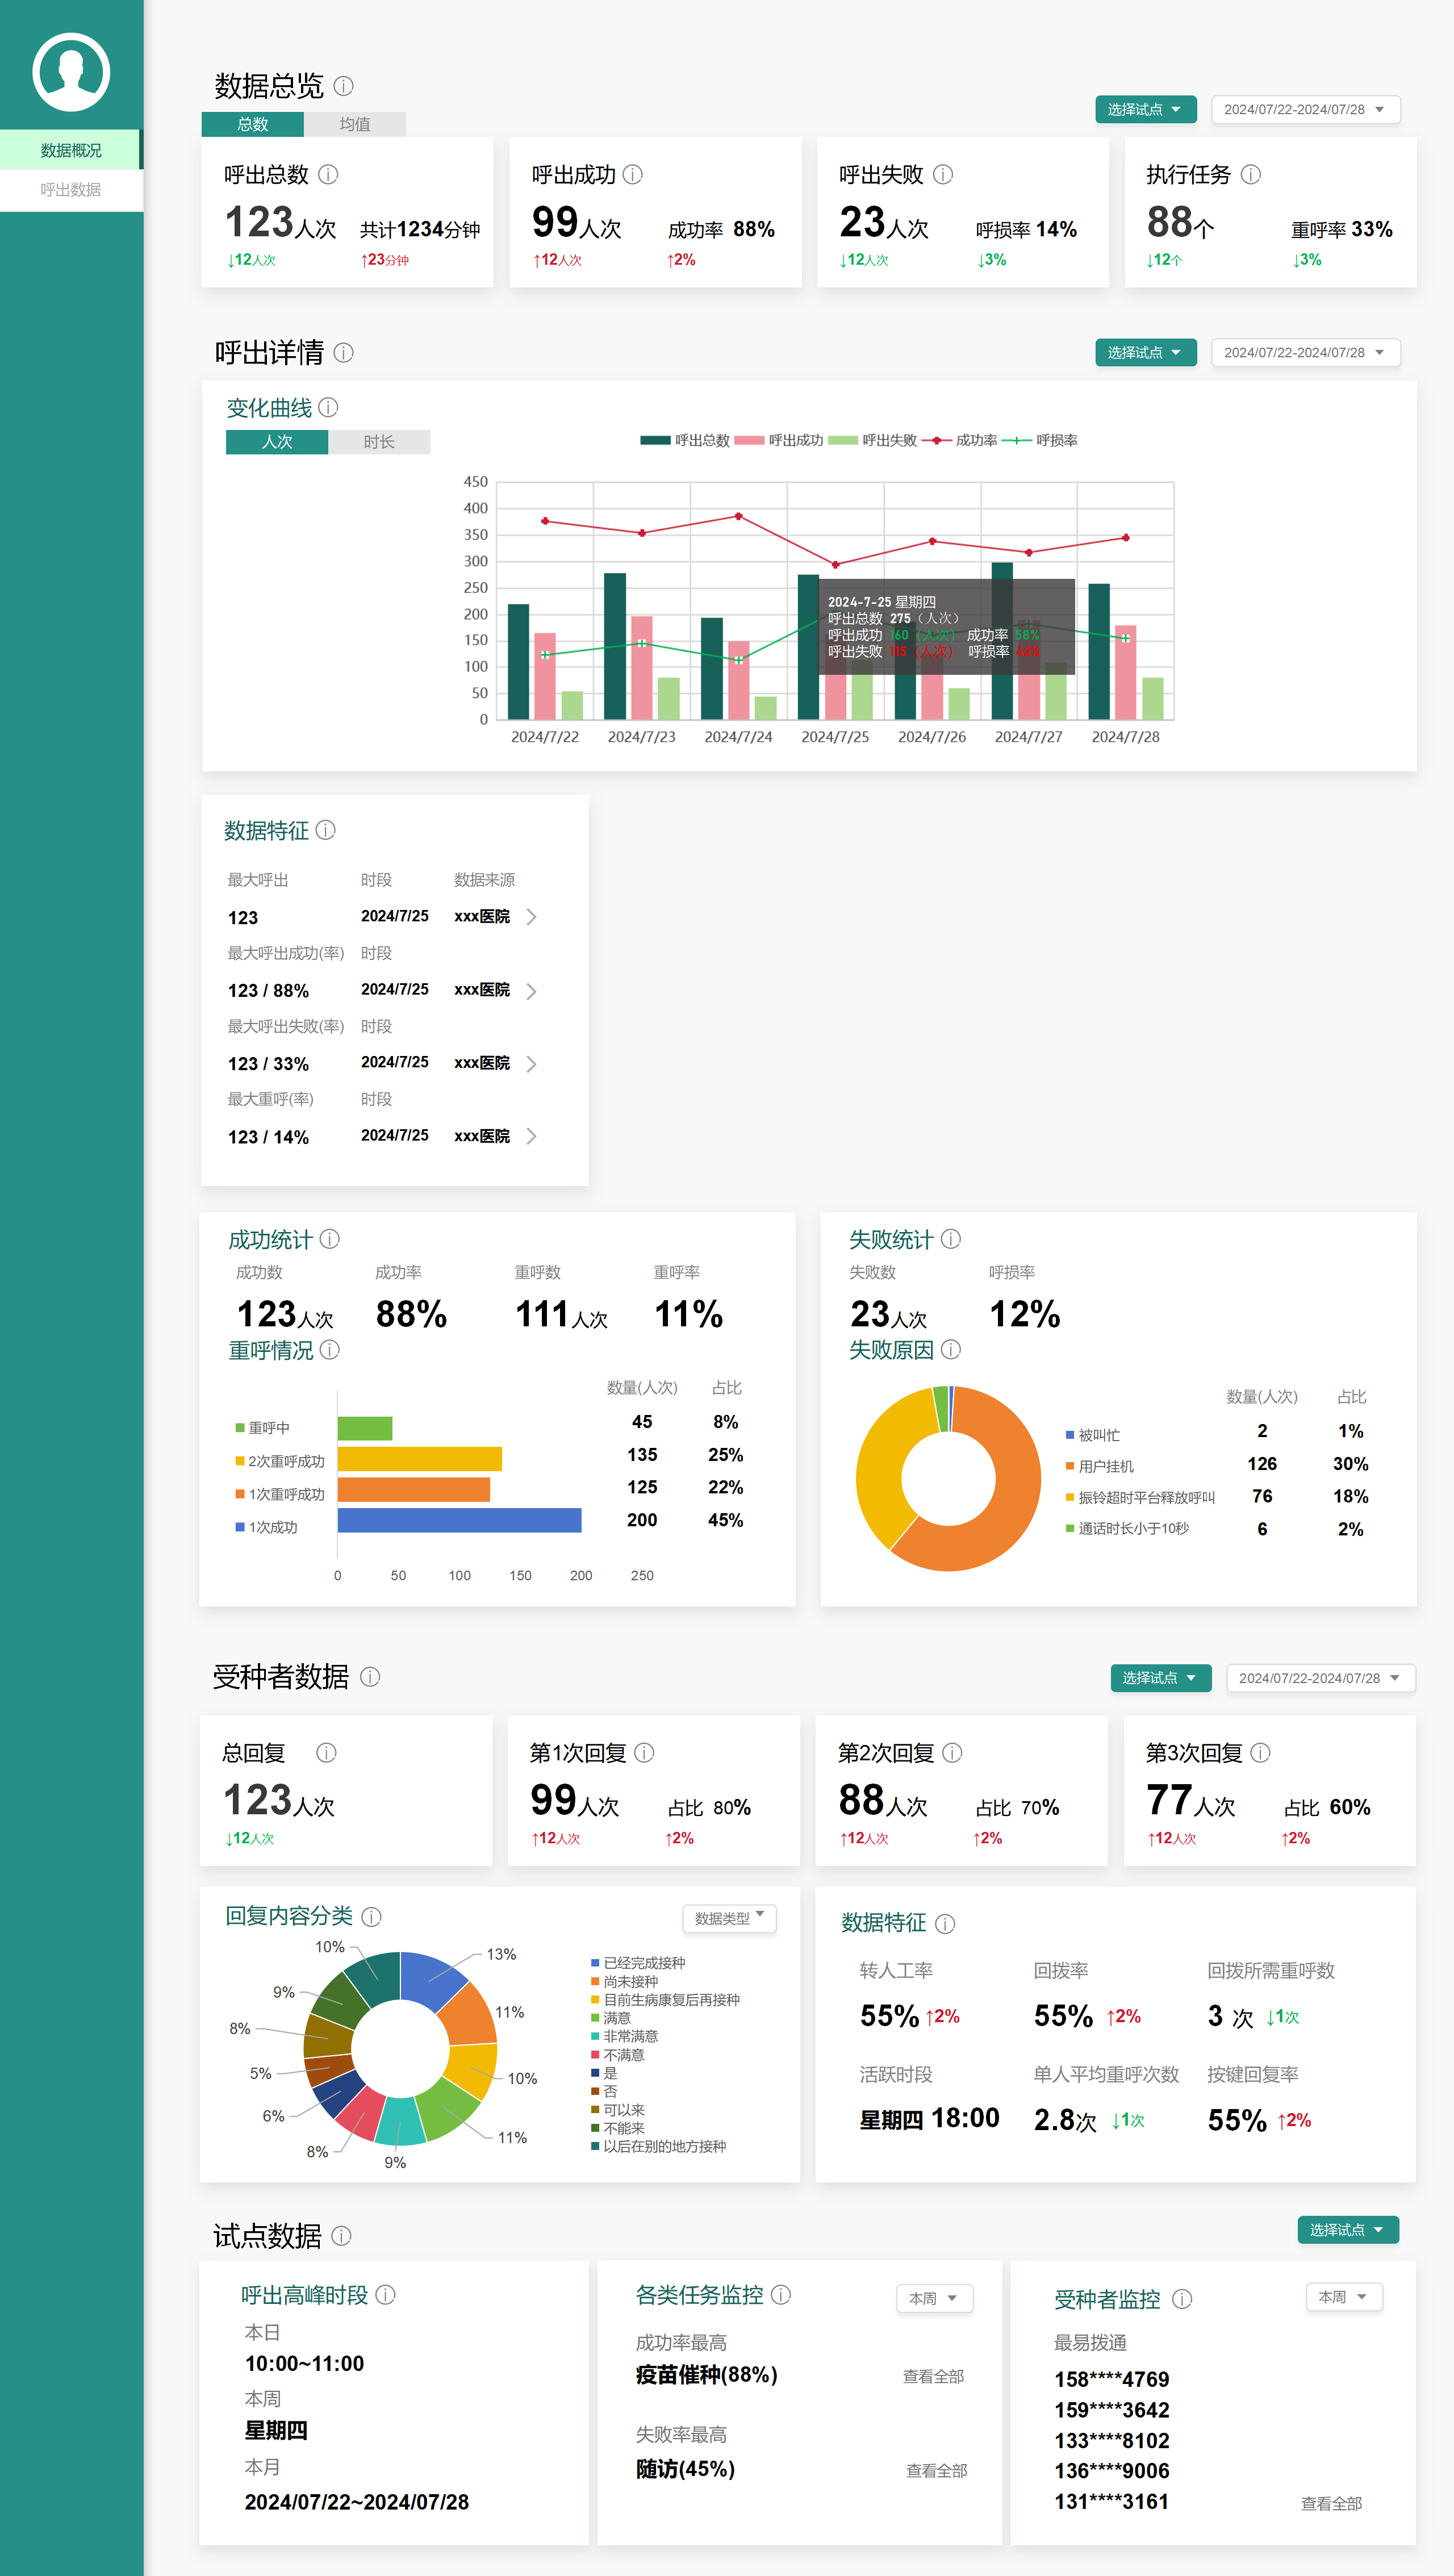 数据概况
呼出数据
数据总览
总数 均值
选择试点 2024/07/22-2024/07/28
呼出总数
123人次 共计1234分钟
↓12人次 ↑23分钟
呼出成功
99人次 成功率 88%
↑12人次 ↑2%
呼出失败
23人次 呼损率 14%
↓12人次 ↓3%
执行任务
88个 重呼率 33%
↓12个 ↓3%
呼出详情
选择试点 2024/07/22-2024/07/28
变化曲线
人次 时长
呼出总数 呼出成功 呼出失败 成功率 呼损率
450
400
350
300
250
200
150
100
50
0
2024-7-25 星期四
呼出总数 275（人次）
呼出成功 160（人次） 成功率 58%
呼出失败 115（人次） 呼损率 42%
2024/7/22 2024/7/23 2024/7/24 2024/7/25 2024/7/26 2024/7/27 2024/7/28
数据特征
最大呼出 时段 数据来源
123 2024/7/25 xxx医院
最大呼出成功(率) 时段
123 / 88% 2024/7/25 xxx医院
最大呼出失败(率) 时段
123 / 33% 2024/7/25 xxx医院
最大重呼(率) 时段
123 / 14% 2024/7/25 xxx医院
成功统计
成功数 成功率 重呼数 重呼率
123人次 88% 111人次 11%
重呼情况
数量(人次) 占比
重呼中 45 8%
2次重呼成功 135 25%
1次重呼成功 125 22%
1次成功 200 45%
0 50 100 150 200 250
失败统计
失败数 呼损率
23人次 12%
失败原因
数量(人次) 占比
被叫忙 2 1%
用户挂机 126 30%
振铃超时平台释放呼叫 76 18%
通话时长小于10秒 6 2%
受种者数据
选择试点 2024/07/22-2024/07/28
总回复
123人次
↓12人次
第1次回复
99人次 占比 80%
↑12人次 ↑2%
第2次回复
88人次 占比 70%
↑12人次 ↑2%
第3次回复
77人次 占比 60%
↑12人次 ↑2%
回复内容分类
数据类型
13%
11%
10%
11%
9%
8%
6%
5%
8%
9%
10%
已经完成接种
尚未接种
目前生病康复后再接种
满意
非常满意
不满意
是
否
可以来
不能来
以后在别的地方接种
数据特征
转人工率 回拨率 回拨所需重呼数
55% ↑2% 55% ↑2% 3 次 ↓1次
活跃时段 单人平均重呼次数 按键回复率
星期四 18:00 2.8次 ↓1次 55% ↑2%
试点数据
选择试点
呼出高峰时段
本日
10:00~11:00
本周
星期四
本月
2024/07/22~2024/07/28
各类任务监控
本周
成功率最高
疫苗催种(88%) 查看全部
失败率最高
随访(45%) 查看全部
受种者监控
本周
最易拨通
158****4769
159****3642
133****8102
136****9006
131****3161 查看全部